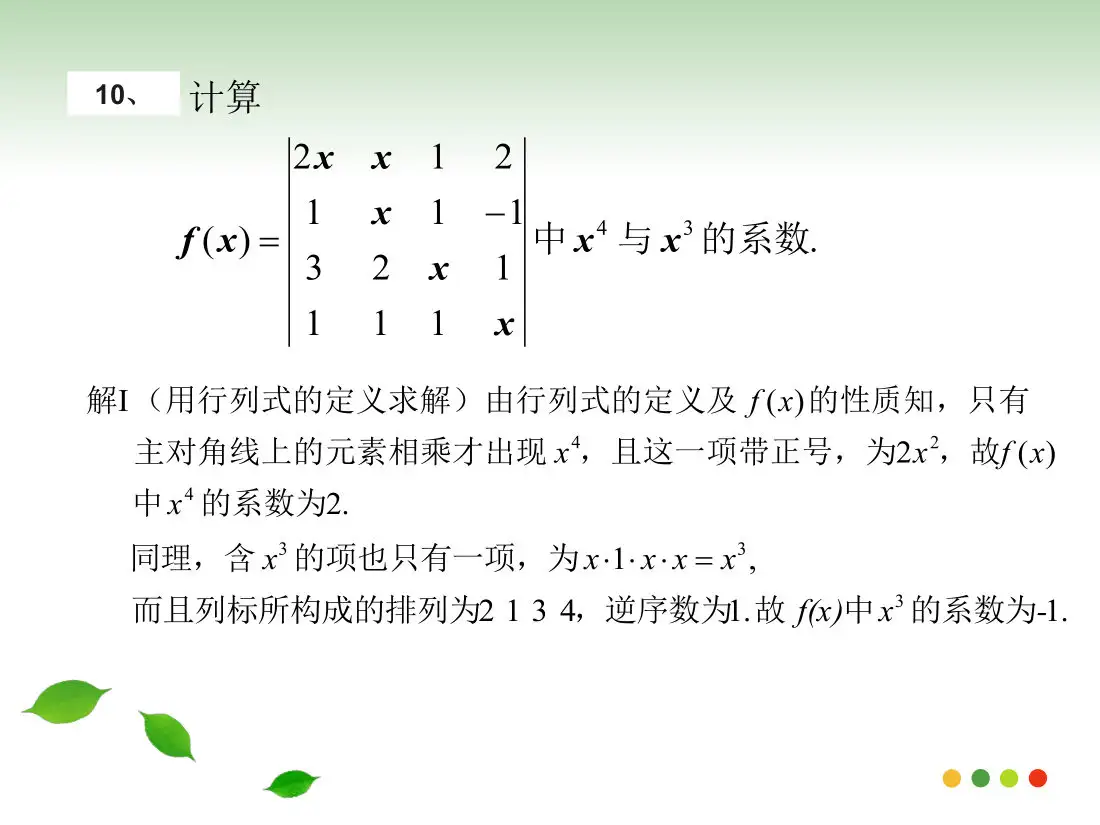 10、 计算
f(x) = | 2x x 1 2 |
| 1 x 1 −1 |
| 3 2 x 1 |
| 1 1 1 x | 中 x⁴ 与 x³ 的系数.
解I（用行列式的定义求解）由行列式的定义及 f(x)的性质知，只有
主对角线上的元素相乘才出现 x⁴，且这一项带正号，为2x²，故f(x)
中 x⁴ 的系数为2.
同理，含 x³ 的项也只有一项，为 x·1·x·x = x³,
而且列标所构成的排列为2 1 3 4，逆序数为1.故 f(x)中 x³ 的系数为-1.